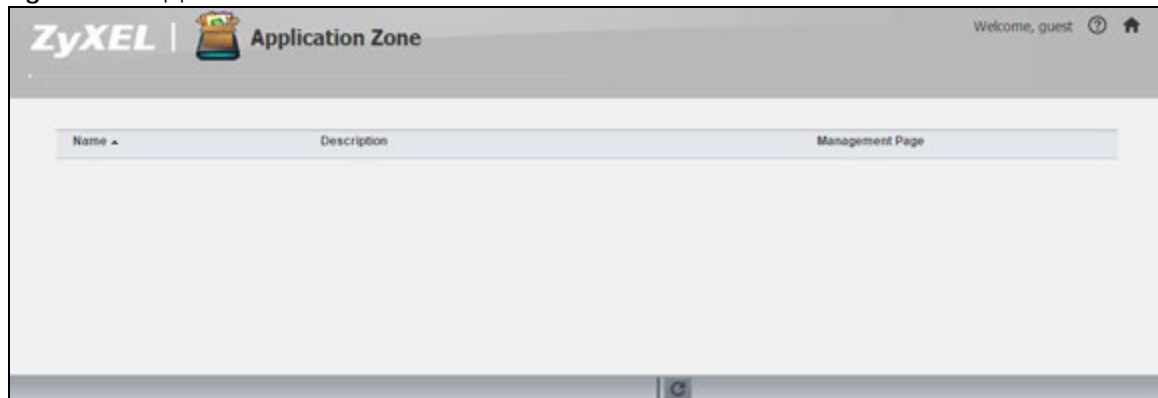 ZyXEL | Application Zone
Welcome, guest
Name
Description
Management Page